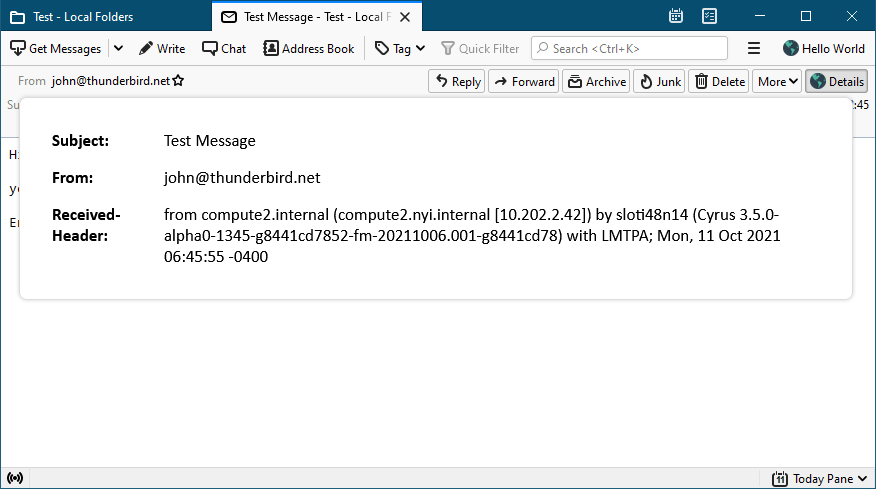 Test - Local Folders
Test Message - Test - Local F
Get Messages
Write
Chat
Address Book
Tag
Quick Filter
Search <Ctrl+K>
Hello World
From john@thunderbird.net
Reply
Forward
Archive
Junk
Delete
More
Details
Su
:45
Subject: Test Message
From: john@thunderbird.net
Received- from compute2.internal (compute2.nyi.internal [10.202.2.42]) by sloti48n14 (Cyrus 3.5.0-
Header: alpha0-1345-g8441cd7852-fm-20211006.001-g8441cd78) with LMTPA; Mon, 11 Oct 2021
06:45:55 -0400
11
Today Pane